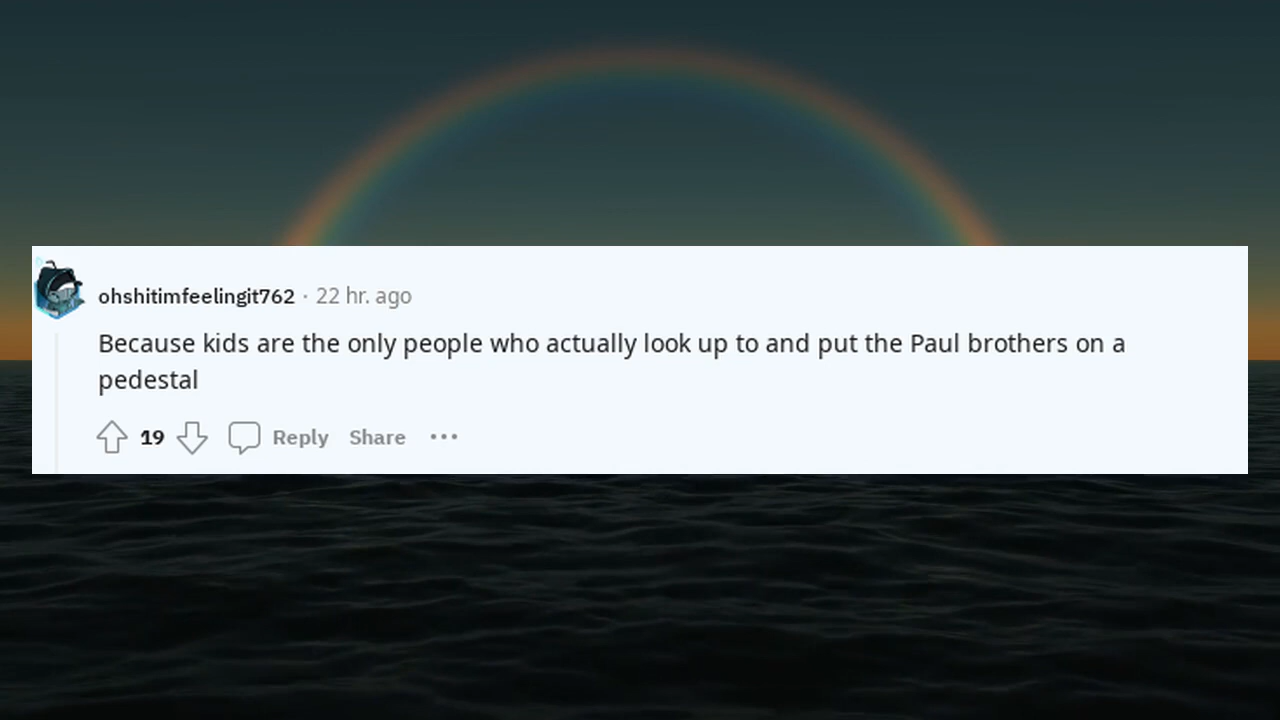 ohshitimfeelingit762 · 22 hr. ago
Because kids are the only people who actually look up to and put the Paul brothers on a
pedestal
19 Reply Share ···